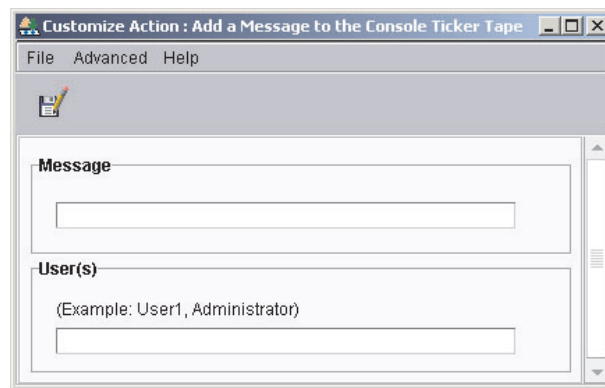 Customize Action : Add a Message to the Console Ticker Tape
File Advanced Help
Message
User(s)
(Example: User1, Administrator)